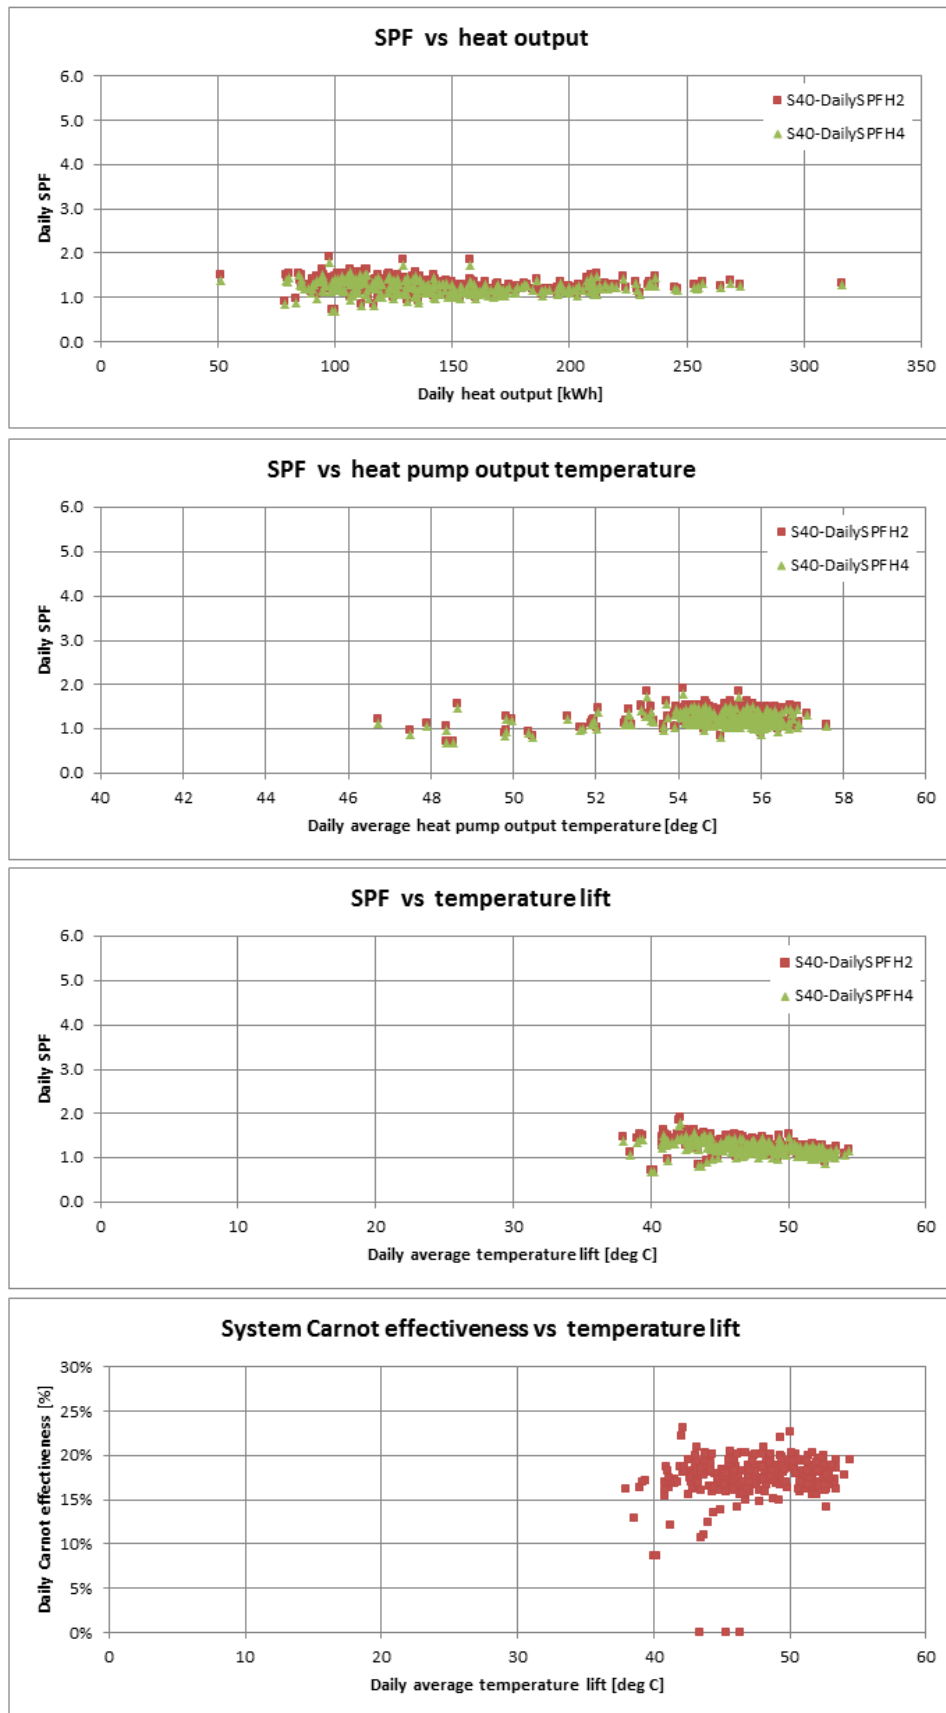 SPF vs heat output
6.0
5.0
4.0
3.0
2.0
1.0
0.0
Daily SPF
S40-DailySPFH2
S40-DailySPFH4
0 50 100 150 200 250 300 350
Daily heat output [kWh]
SPF vs heat pump output temperature
6.0
5.0
4.0
3.0
2.0
1.0
0.0
Daily SPF
S40-DailySPFH2
S40-DailySPFH4
40 42 44 46 48 50 52 54 56 58 60
Daily average heat pump output temperature [deg C]
SPF vs temperature lift
6.0
5.0
4.0
3.0
2.0
1.0
0.0
Daily SPF
S40-DailySPFH2
S40-DailySPFH4
0 10 20 30 40 50 60
Daily average temperature lift [deg C]
System Carnot effectiveness vs temperature lift
30%
25%
20%
15%
10%
5%
0%
Daily Carnot effectiveness [%]
0 10 20 30 40 50 60
Daily average temperature lift [deg C]